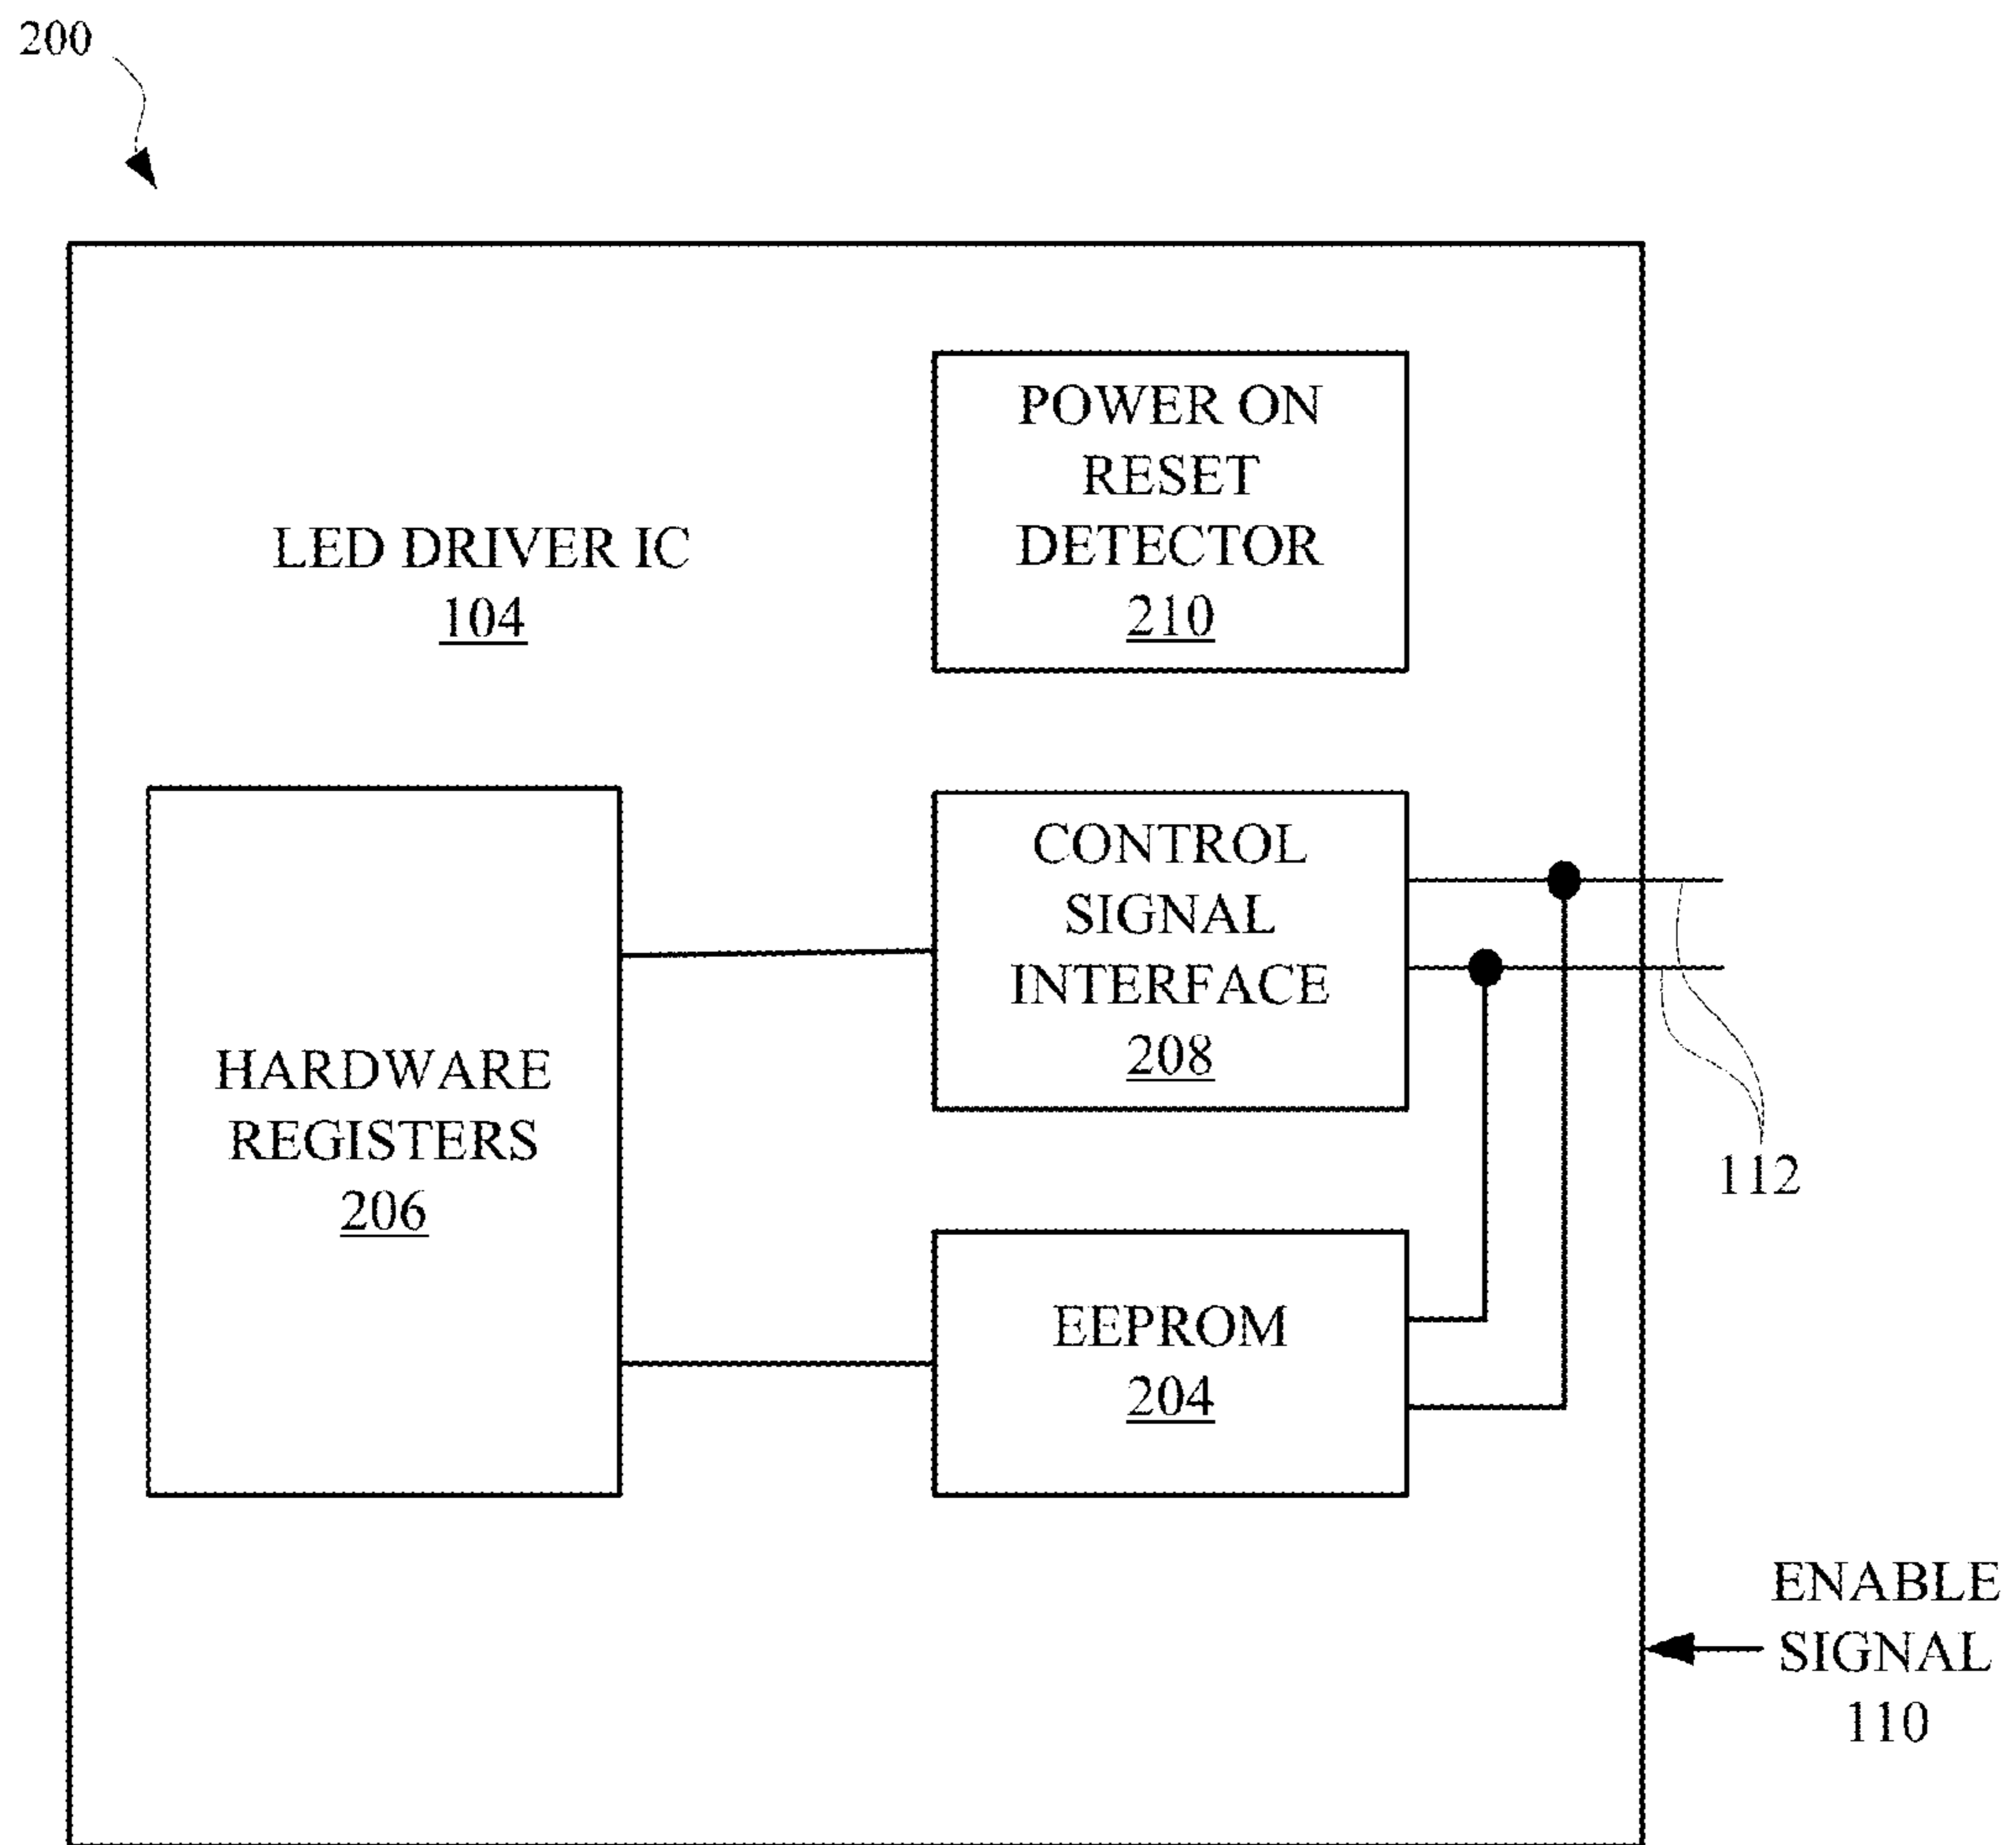 200
LED DRIVER IC
104
POWER ON
RESET
DETECTOR
210
HARDWARE
REGISTERS
206
CONTROL
SIGNAL
INTERFACE
208
112
EEPROM
204
ENABLE
SIGNAL
110